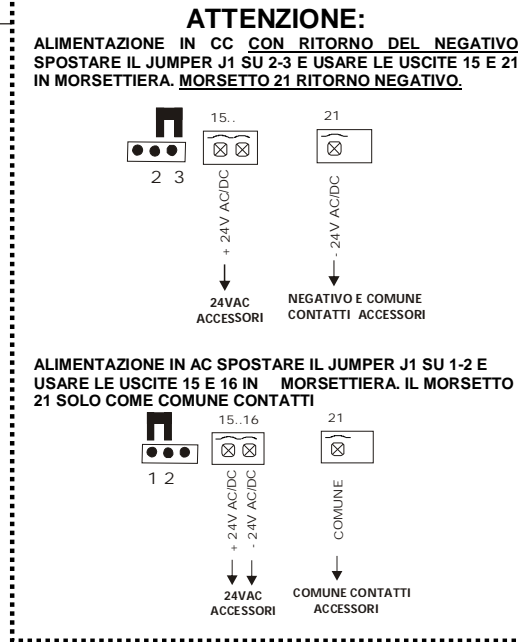 ATTENZIONE:
ALIMENTAZIONE IN CC CON RITORNO DEL NEGATIVO
SPOSTARE IL JUMPER J1 SU 2-3 E USARE LE USCITE 15 E 21
IN MORSETTIERA. MORSETTO 21 RITORNO NEGATIVO.
15.. 21
2 3
+ 24V AC/DC
- 24V AC/DC
24VAC
ACCESSORI
NEGATIVO E COMUNE
CONTATTI ACCESSORI
ALIMENTAZIONE IN AC SPOSTARE IL JUMPER J1 SU 1-2 E
USARE LE USCITE 15 E 16 IN MORSETTIERA. IL MORSETTO
21 SOLO COME COMUNE CONTATTI
15..16 21
1 2
+ 24V AC/DC
- 24V AC/DC
COMUNE
24VAC
ACCESSORI
COMUNE CONTATTI
ACCESSORI